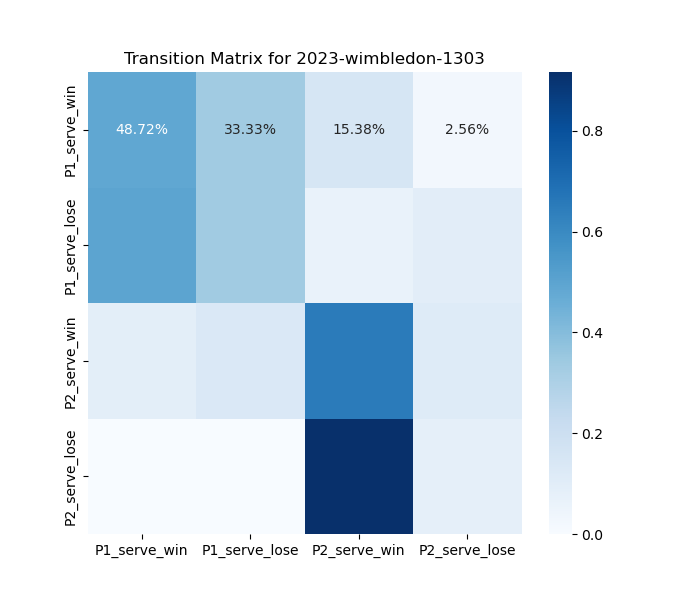 Transition Matrix for 2023-wimbledon-1303
P1_serve_win
48.72% 33.33% 15.38% 2.56%
P1_serve_lose
P2_serve_win
P2_serve_lose
P1_serve_win P1_serve_lose P2_serve_win P2_serve_lose
0.8
0.6
0.4
0.2
0.0